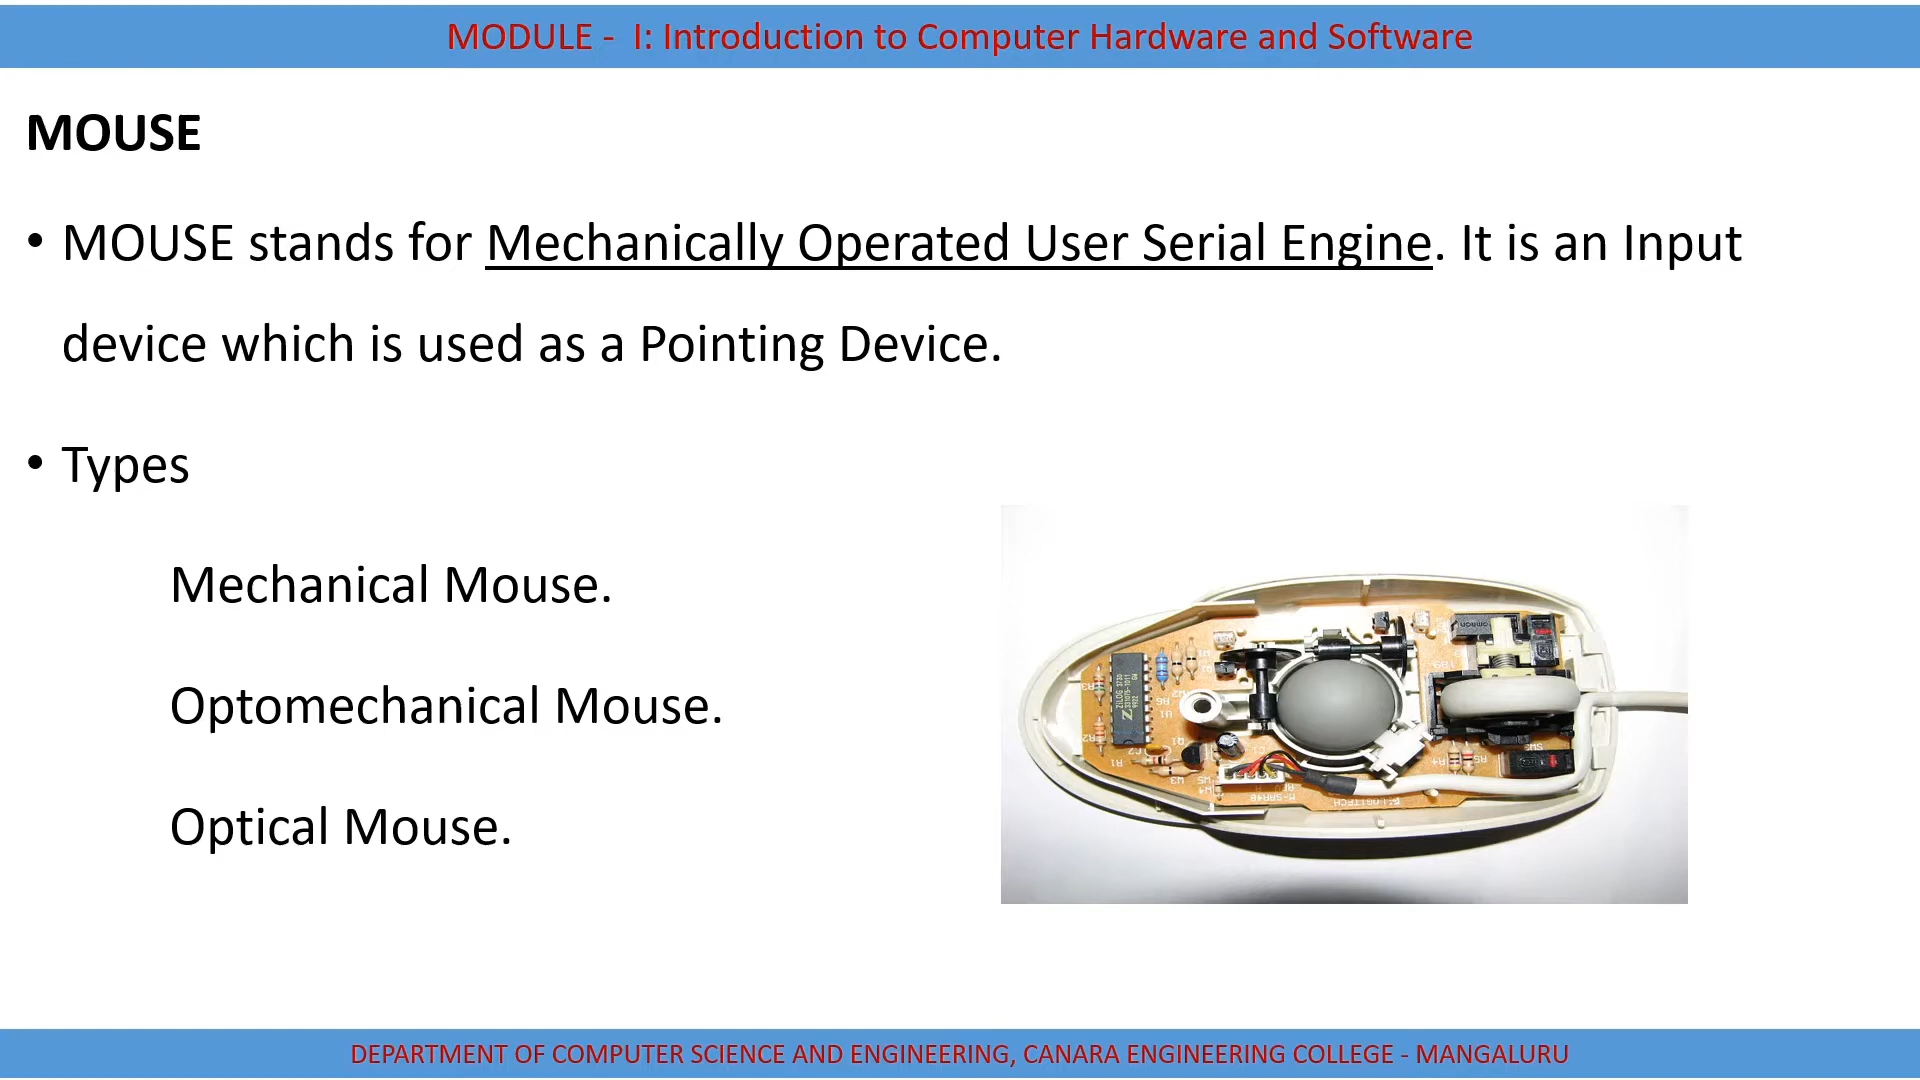 MODULE - I: Introduction to Computer Hardware and Software
MOUSE
• MOUSE stands for Mechanically Operated User Serial Engine. It is an Input
device which is used as a Pointing Device.
• Types
Mechanical Mouse.
Optomechanical Mouse.
Optical Mouse.
ZILOG
LOGITECH
DEPARTMENT OF COMPUTER SCIENCE AND ENGINEERING, CANARA ENGINEERING COLLEGE - MANGALURU